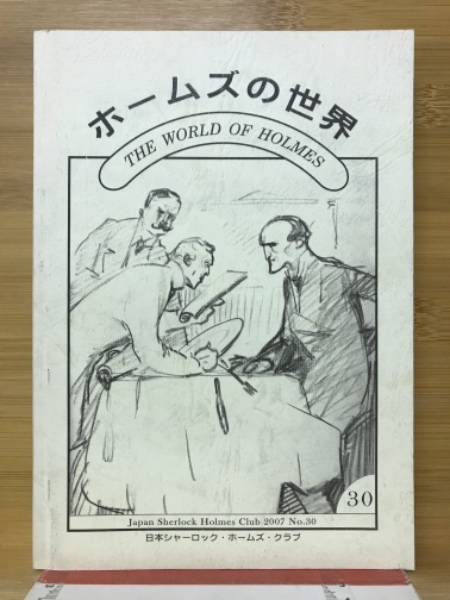 ホームズの世界
THE WORLD OF HOLMES
30
Japan Sherlock Holmes Club 2007 No.30
日本シャーロック・ホームズ・クラブ